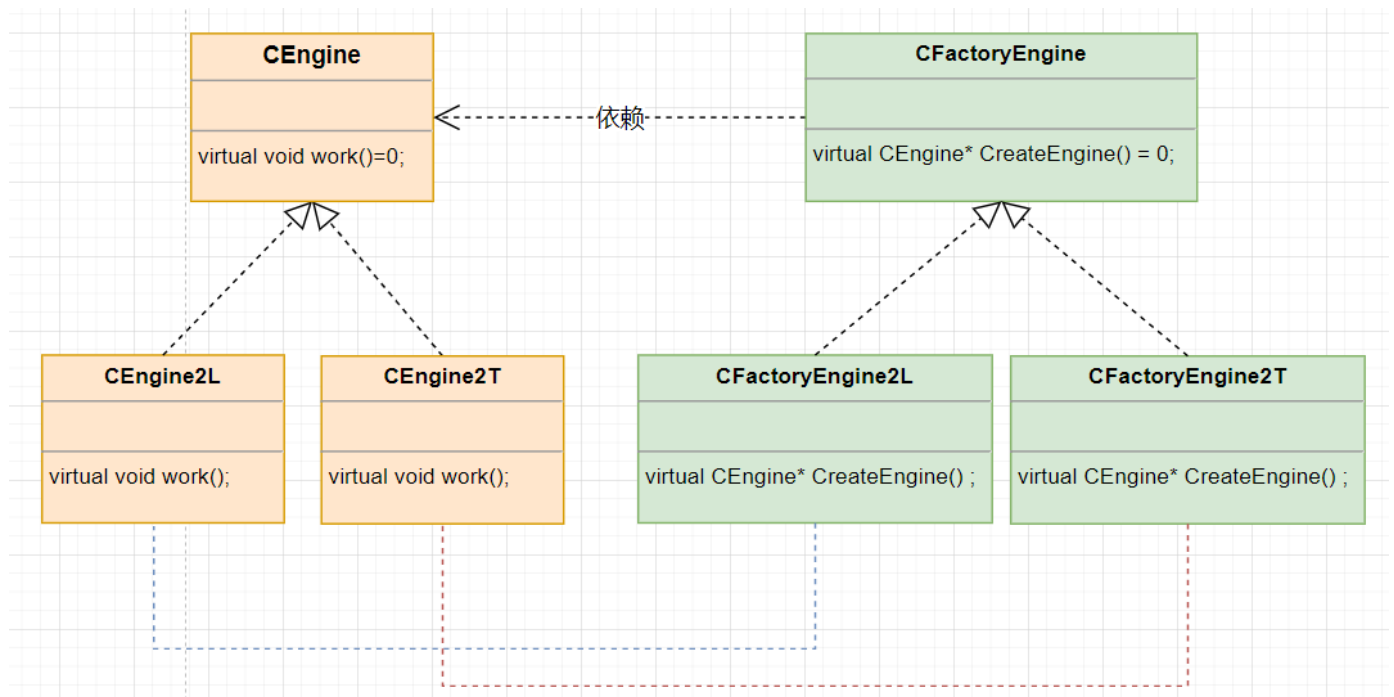 CEngine
virtual void work()=0;
依赖
CFactoryEngine
virtual CEngine* CreateEngine() = 0;
CEngine2L
virtual void work();
CEngine2T
virtual void work();
CFactoryEngine2L
virtual CEngine* CreateEngine() ;
CFactoryEngine2T
virtual CEngine* CreateEngine() ;